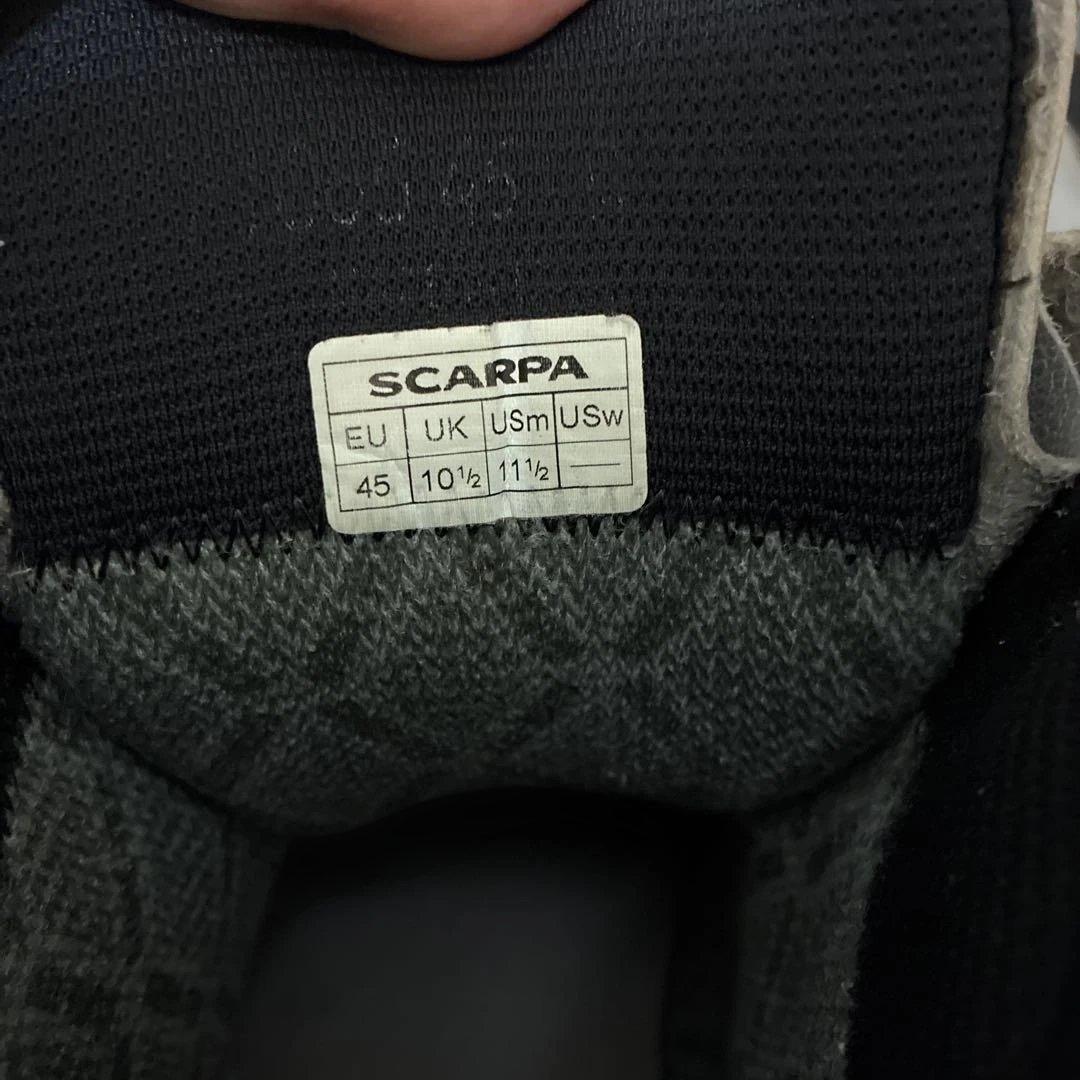 SCARPA
EU UK USm USw
45 10½ 11½ —